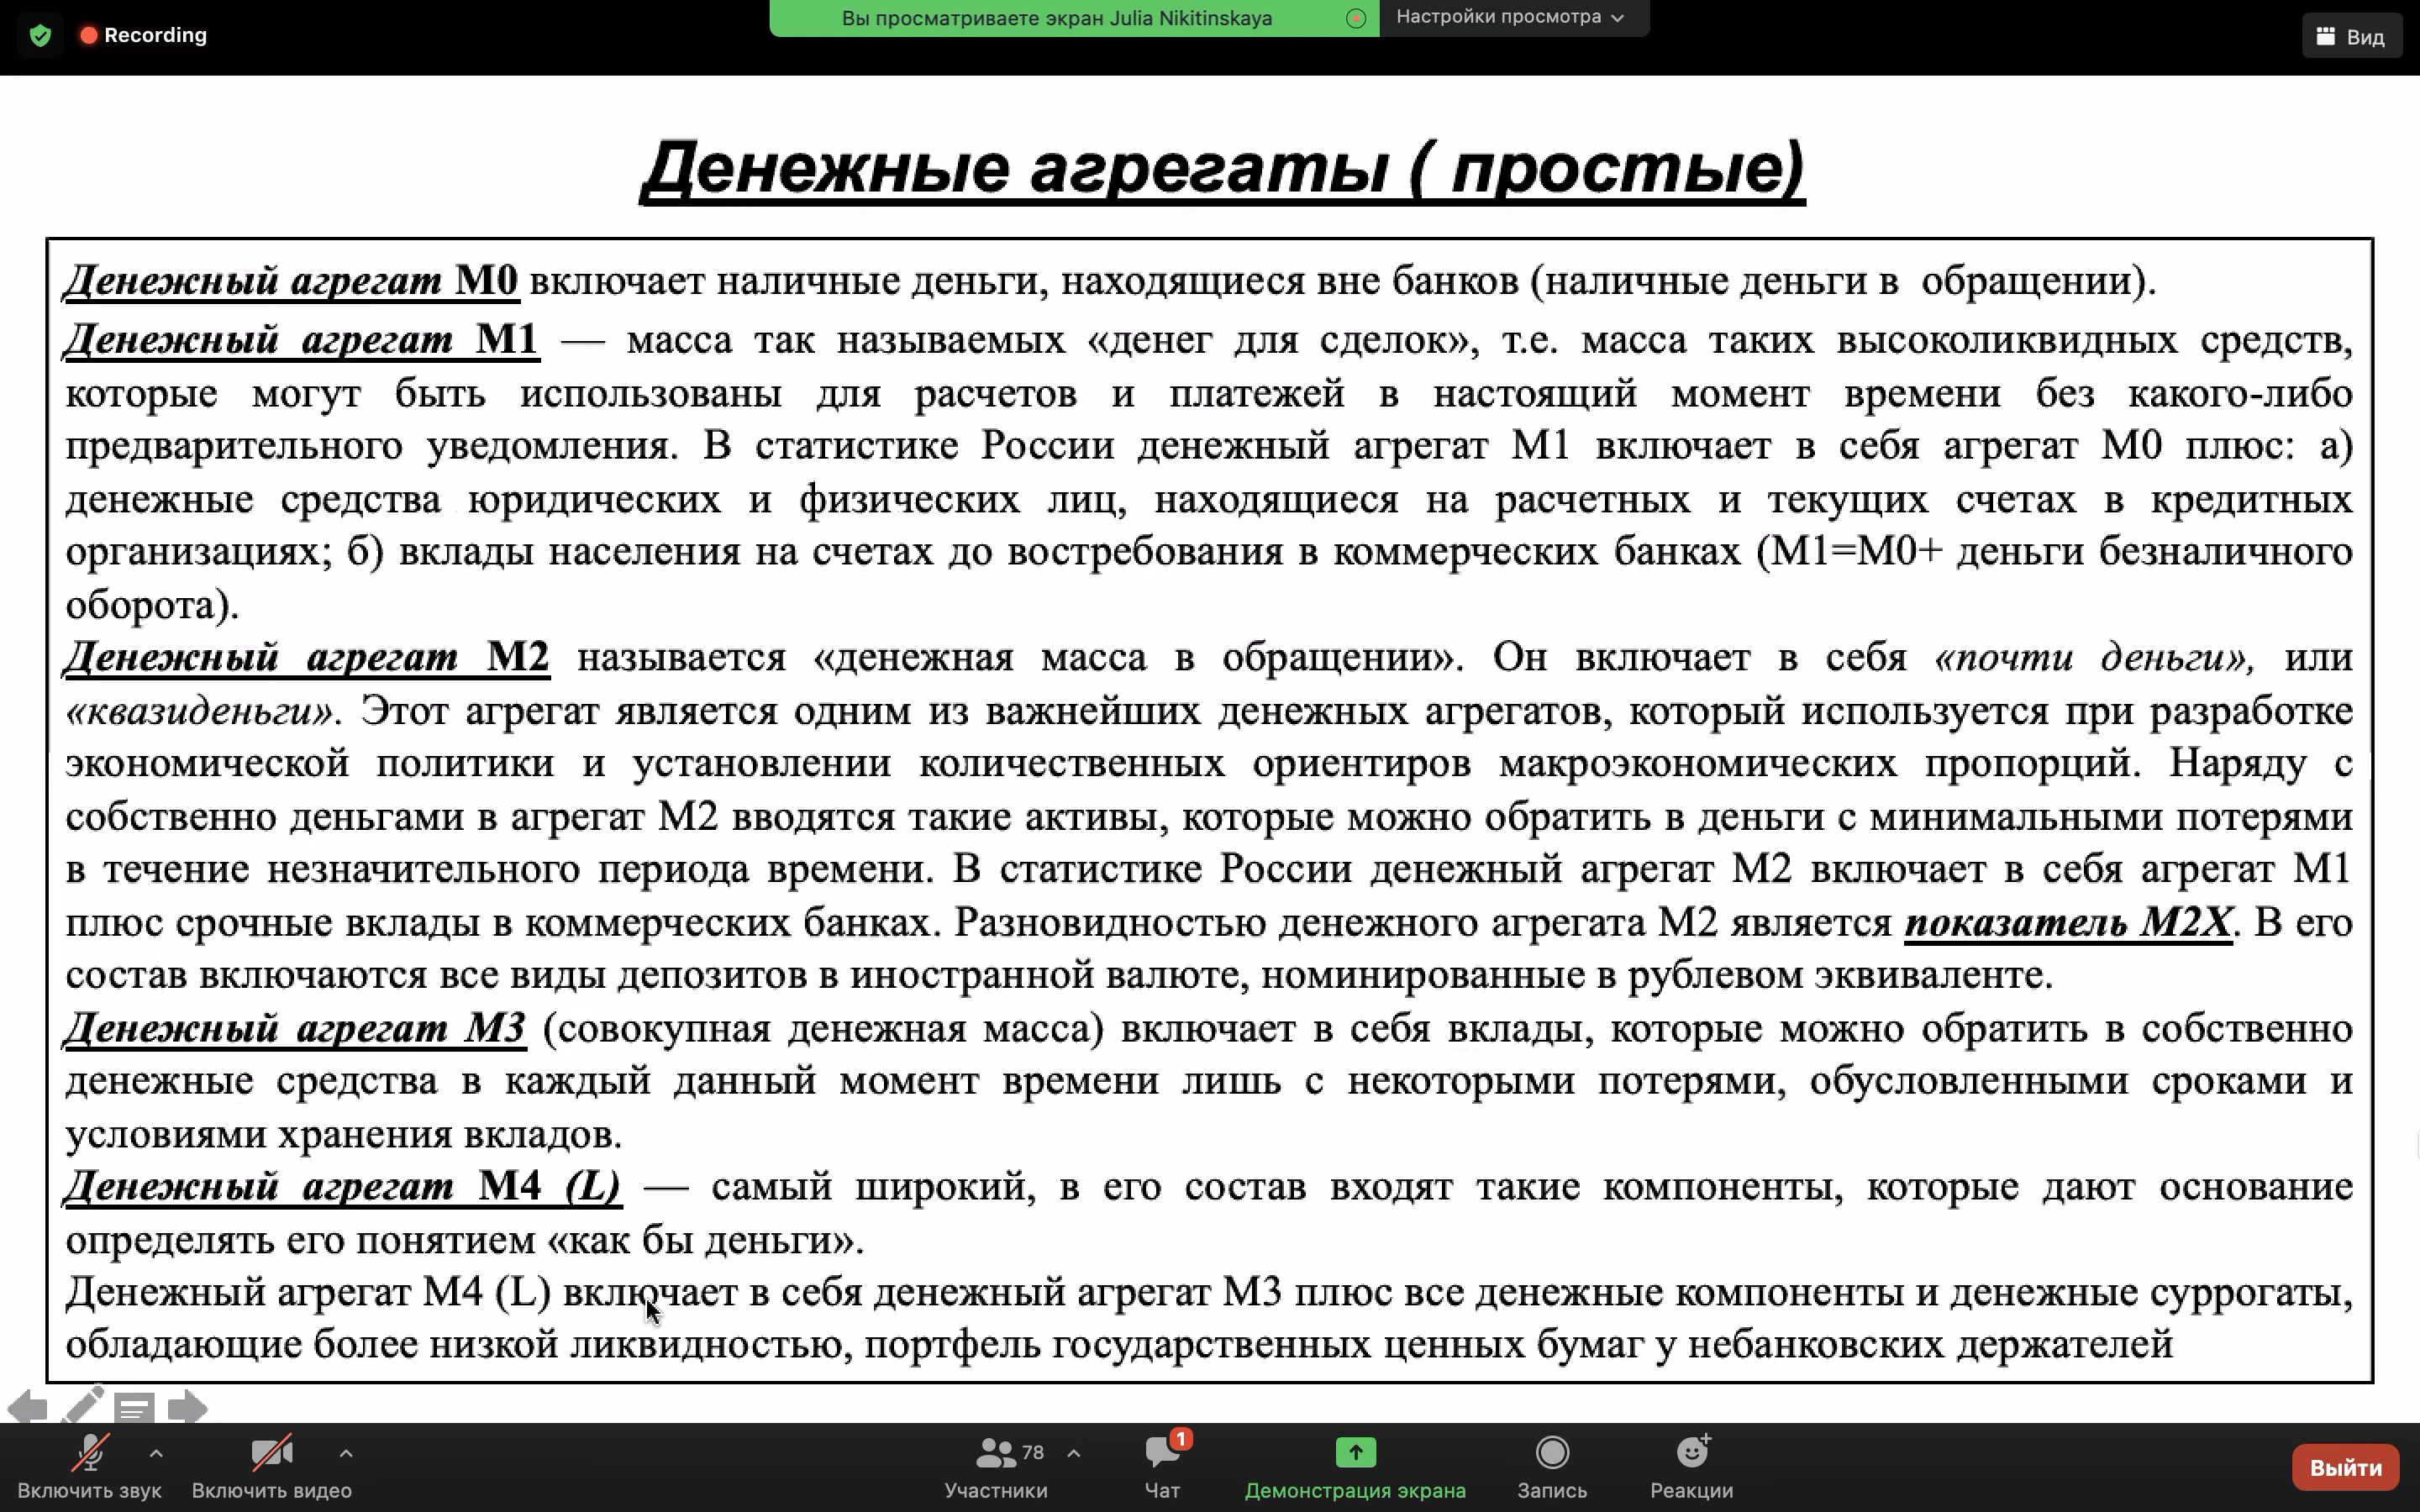 Recording
Вы просматриваете экран Julia Nikitinskaya
Настройки просмотра
Вид
Денежные агрегаты ( простые)
Денежный агрегат М0 включает наличные деньги, находящиеся вне банков (наличные деньги в обращении).
Денежный агрегат М1 — масса так называемых «денег для сделок», т.е. масса таких высоколиквидных средств,
которые могут быть использованы для расчетов и платежей в настоящий момент времени без какого-либо
предварительного уведомления. В статистике России денежный агрегат М1 включает в себя агрегат М0 плюс: а)
денежные средства юридических и физических лиц, находящиеся на расчетных и текущих счетах в кредитных
организациях; б) вклады населения на счетах до востребования в коммерческих банках (М1=М0+ деньги безналичного
оборота).
Денежный агрегат М2 называется «денежная масса в обращении». Он включает в себя «почти деньги», или
«квазиденьги». Этот агрегат является одним из важнейших денежных агрегатов, который используется при разработке
экономической политики и установлении количественных ориентиров макроэкономических пропорций. Наряду с
собственно деньгами в агрегат М2 вводятся такие активы, которые можно обратить в деньги с минимальными потерями
в течение незначительного периода времени. В статистике России денежный агрегат М2 включает в себя агрегат М1
плюс срочные вклады в коммерческих банках. Разновидностью денежного агрегата М2 является показатель М2Х. В его
состав включаются все виды депозитов в иностранной валюте, номинированные в рублевом эквиваленте.
Денежный агрегат М3 (совокупная денежная масса) включает в себя вклады, которые можно обратить в собственно
денежные средства в каждый данный момент времени лишь с некоторыми потерями, обусловленными сроками и
условиями хранения вкладов.
Денежный агрегат М4 (L) — самый широкий, в его состав входят такие компоненты, которые дают основание
определять его понятием «как бы деньги».
Денежный агрегат М4 (L) включает в себя денежный агрегат М3 плюс все денежные компоненты и денежные суррогаты,
обладающие более низкой ликвидностью, портфель государственных ценных бумаг у небанковских держателей
78
1
Включить звук
Включить видео
Участники
Чат
Демонстрация экрана
Запись
Реакции
Выйти